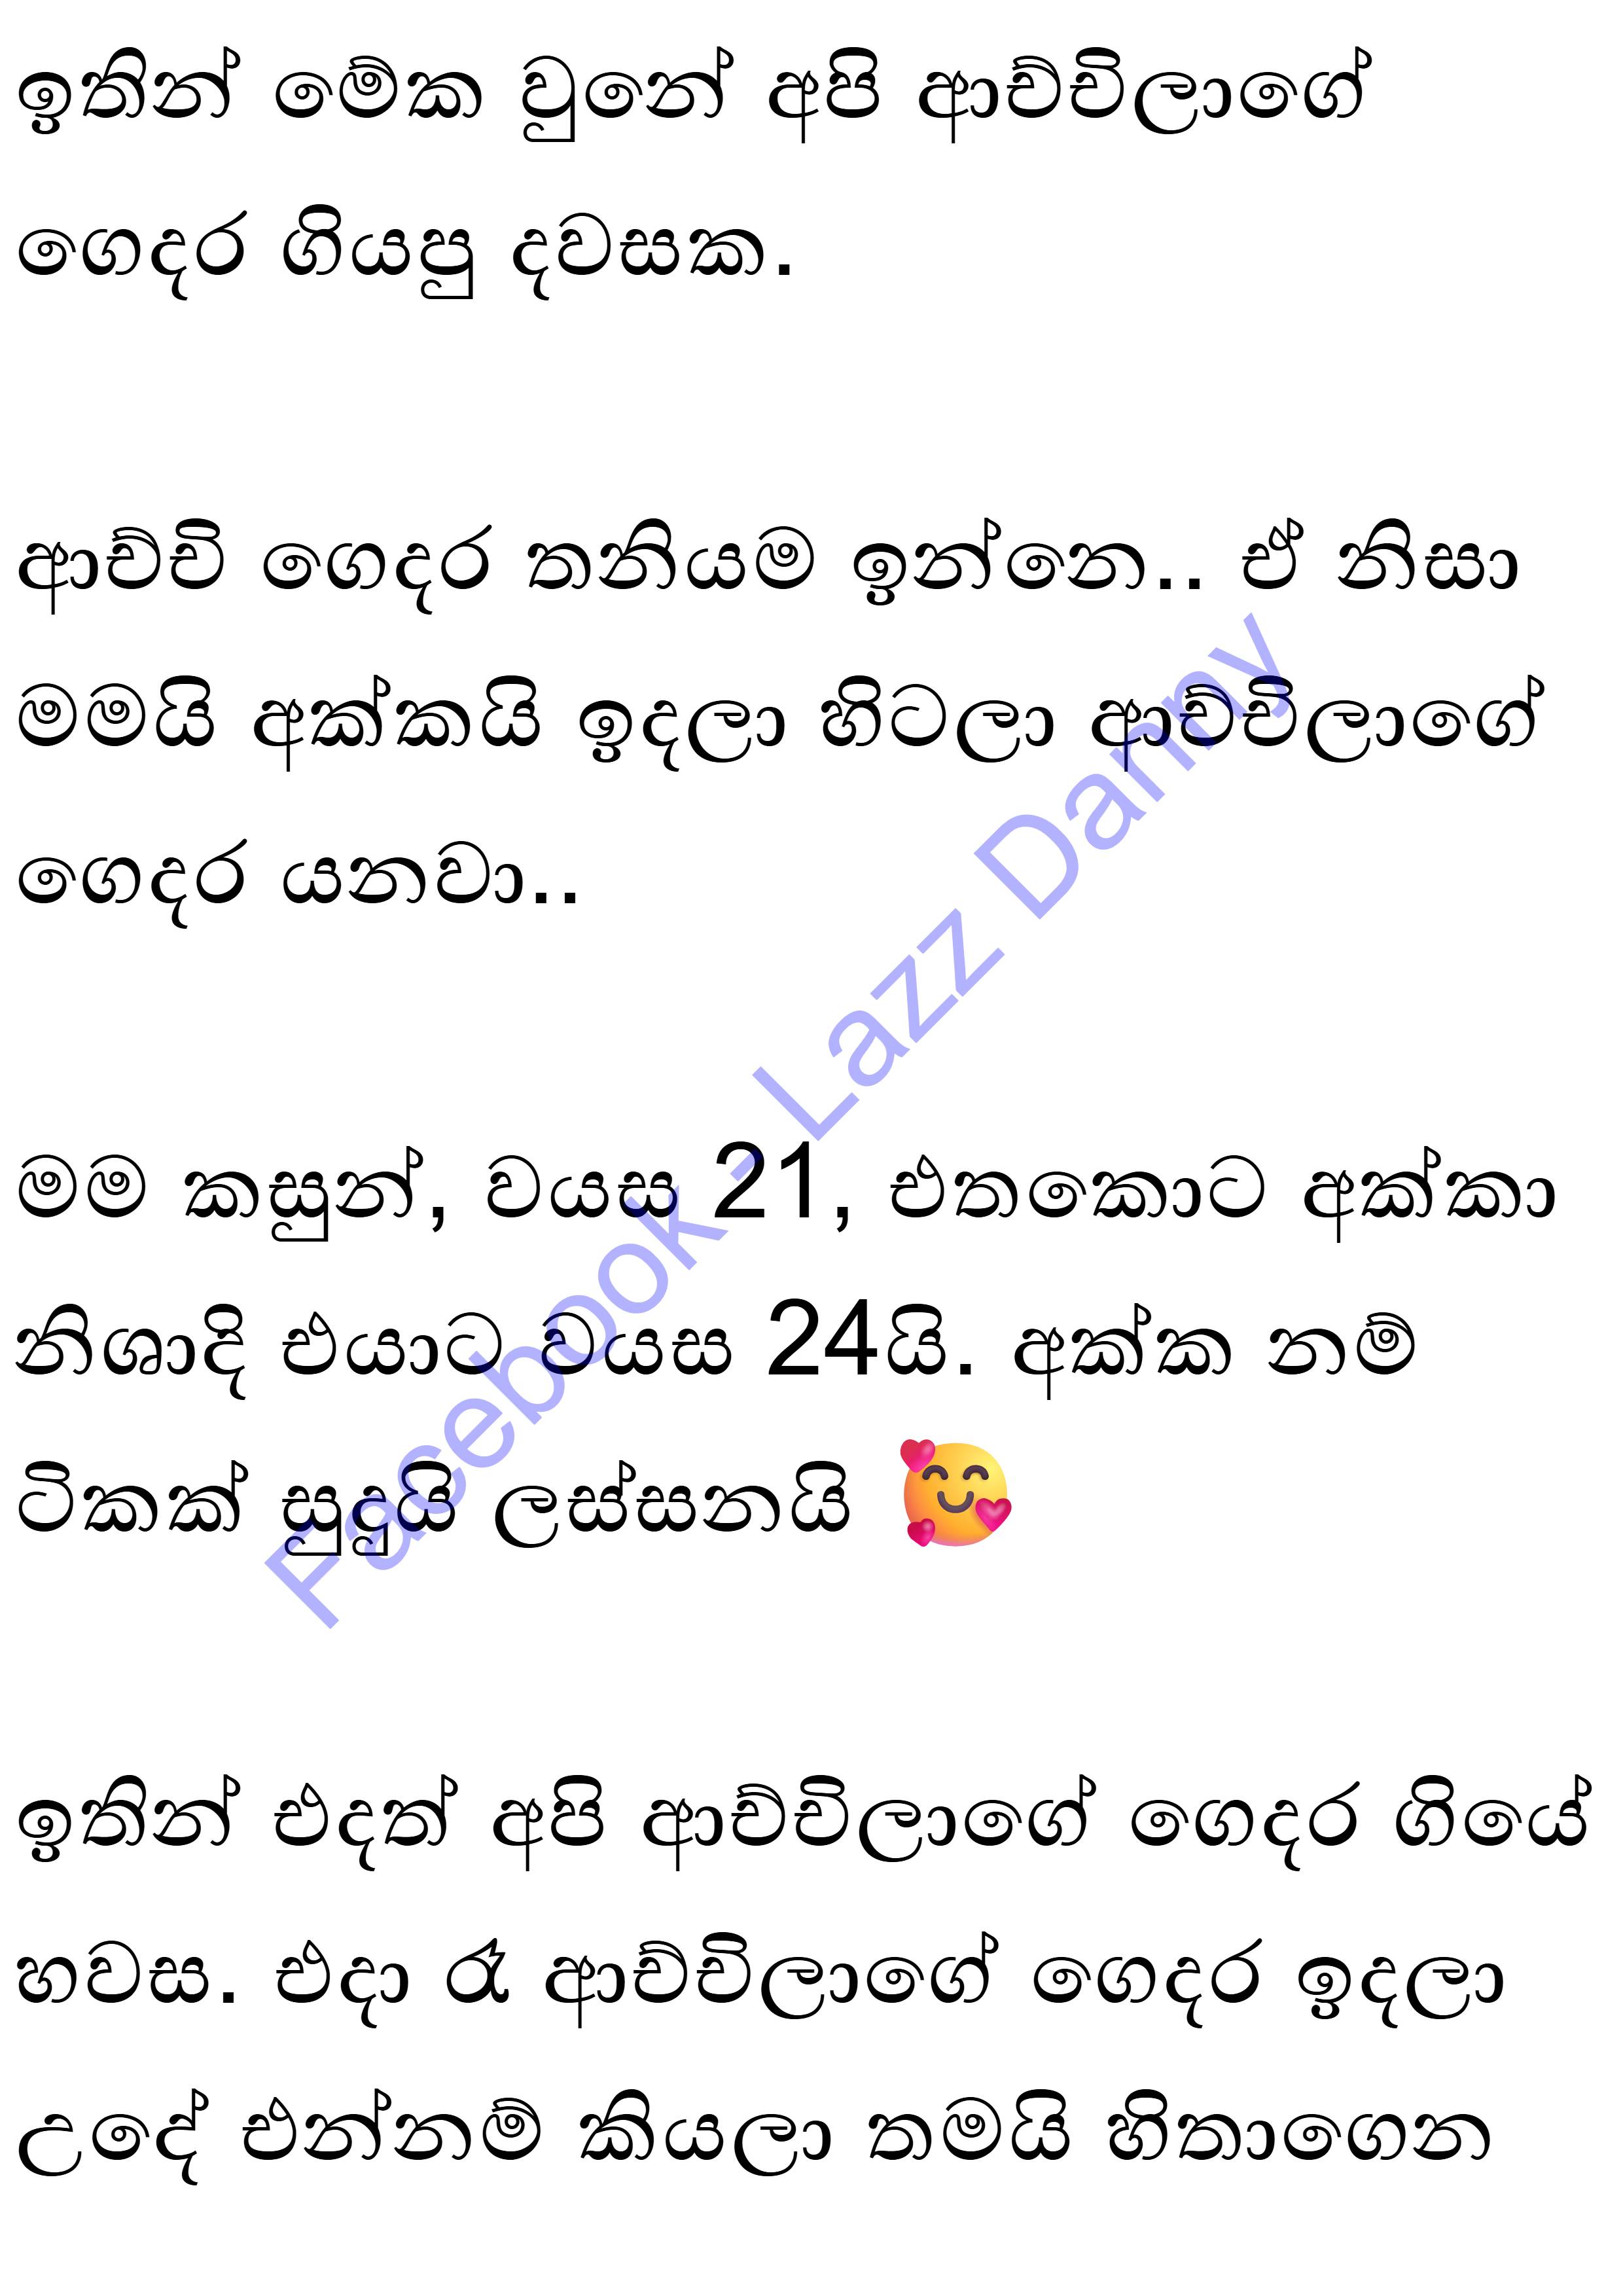 ඉතින් මේක වුනේ අපි ආච්චිලාගේ
ගෙදර ගියපු දවසක.
ආච්චි ගෙදර තනියම ඉන්නෙ.. ඒ නිසා
මමයි අක්කයි ඉදලා හිටලා ආච්චිලාගේ
ගෙදර යනවා..
මම කසුන්, වයස 21, එතකොට අක්කා
නිශාදි එයාට වයස 24යි. අක්ක නම්
ටිකක් සුදුයි ලස්සනයි 🥰
ඉතින් එදත් අපි ආච්චිලාගේ ගෙදර ගියේ
හවස. එදා රෑ ආච්චිලාගේ ගෙදර ඉදලා
උදේ එන්නම් කියලා තමයි හිතාගෙන
Facebook - Lazz Danny